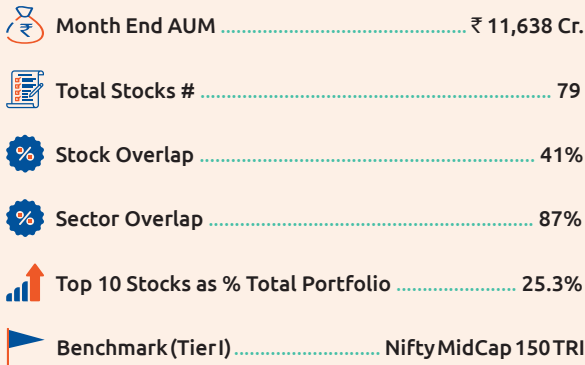 Month End AUM ........................................ ₹ 11,638 Cr.
Total Stocks # ........................................ 79
Stock Overlap ........................................ 41%
Sector Overlap ........................................ 87%
Top 10 Stocks as % Total Portfolio .................... 25.3%
Benchmark (Tier I) ........................ Nifty MidCap 150 TRI